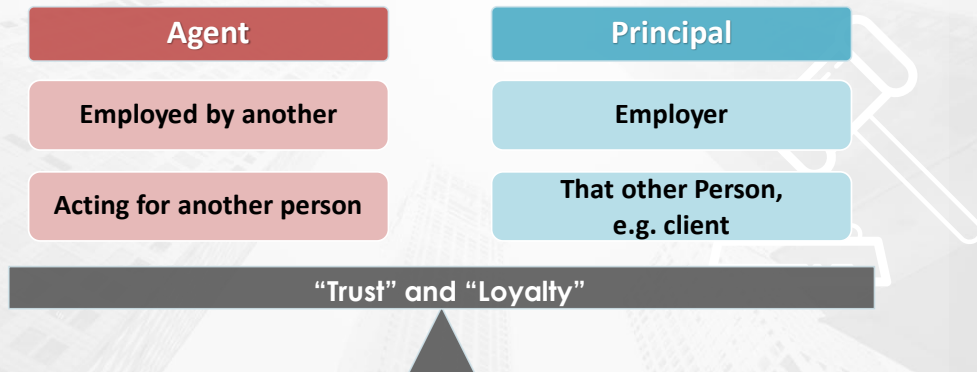 Agent
Principal
Employed by another
Employer
Acting for another person
That other Person,
e.g. client
“Trust” and “Loyalty”